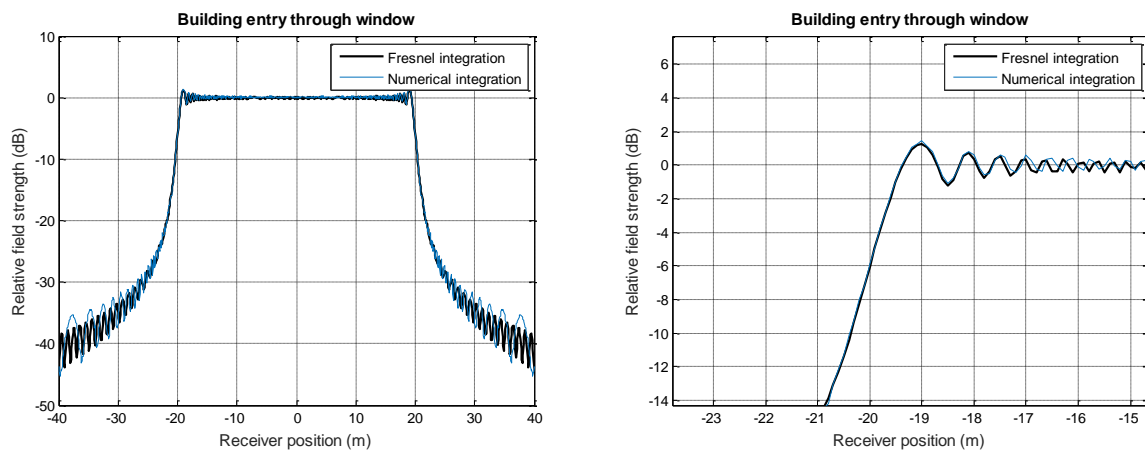 Building entry through window
10
0
-10
-20
-30
-40
-50
Relative field strength (dB)
-40 -30 -20 -10 0 10 20 30 40
Receiver position (m)
Fresnel integration
Numerical integration
Building entry through window
6
4
2
0
-2
-4
-6
-8
-10
-12
-14
Relative field strength (dB)
-23 -22 -21 -20 -19 -18 -17 -16 -15
Receiver position (m)
Fresnel integration
Numerical integration